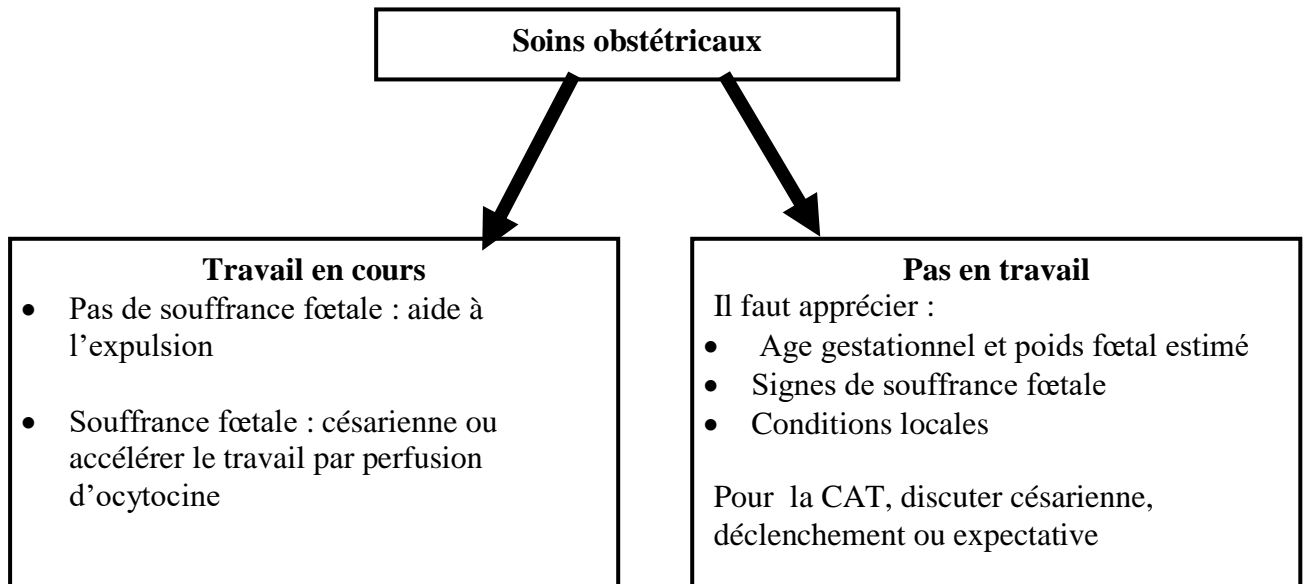 Soins obstétricaux
Travail en cours
• Pas de souffrance fœtale : aide à
l’expulsion
• Souffrance fœtale : césarienne ou
accélérer le travail par perfusion
d’ocytocine
Pas en travail
Il faut apprécier :
• Age gestationnel et poids fœtal estimé
• Signes de souffrance fœtale
• Conditions locales
Pour la CAT, discuter césarienne,
déclenchement ou expectative